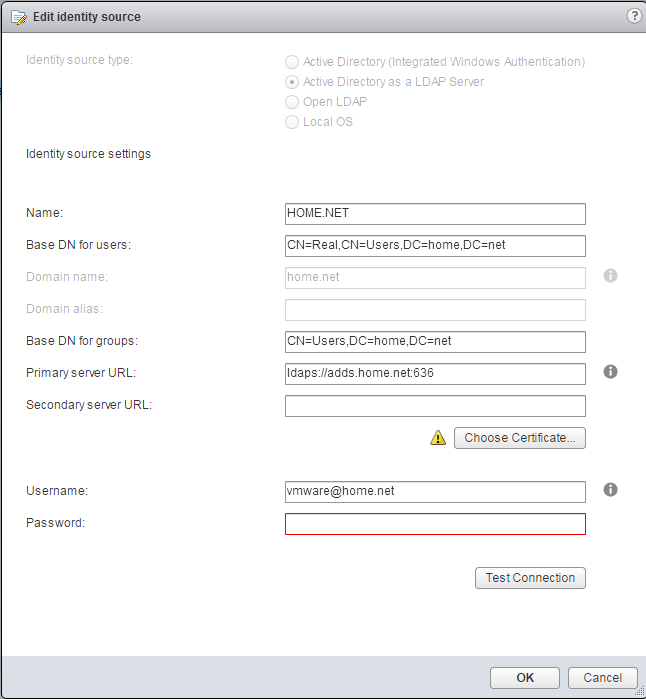 Edit identity source
?
Identity source type:
Active Directory (Integrated Windows Authentication)
Active Directory as a LDAP Server
Open LDAP
Local OS
Identity source settings
Name: HOME.NET
Base DN for users: CN=Real,CN=Users,DC=home,DC=net
Domain name: home.net
Domain alias:
Base DN for groups: CN=Users,DC=home,DC=net
Primary server URL: ldaps://adds.home.net:636
Secondary server URL:
Choose Certificate...
Username: vmware@home.net
Password:
Test Connection
OK Cancel